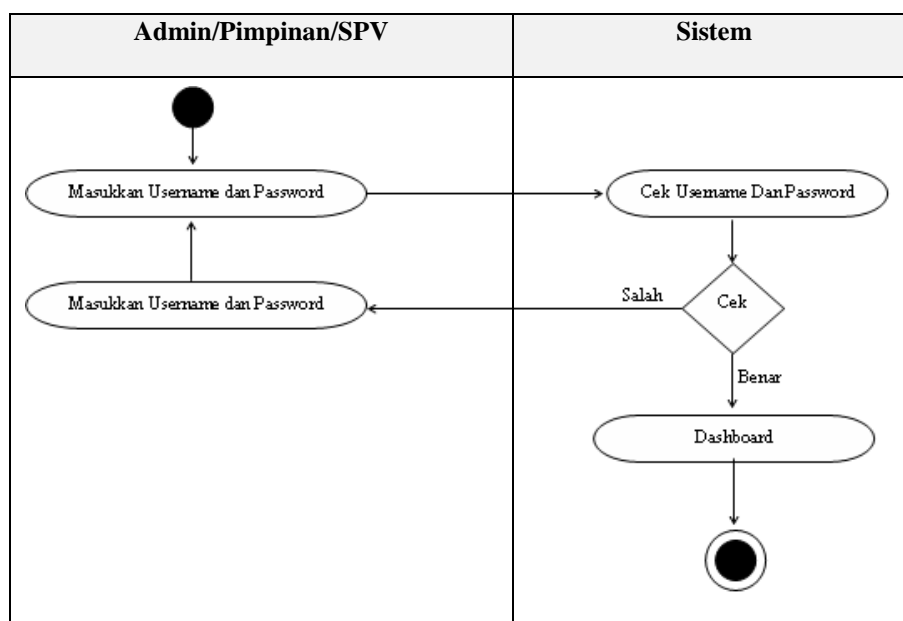 Admin/Pimpinan/SPV
Sistem
Masukkan Username dan Password
Cek Username Dan Password
Masukkan Username dan Password
Salah
Cek
Benar
Dashboard